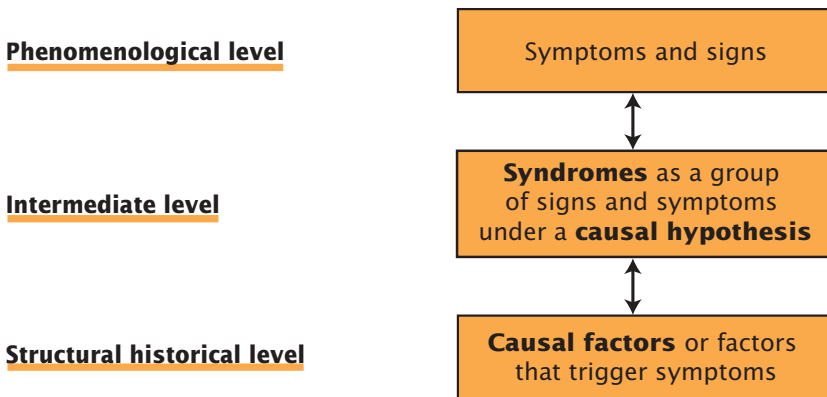 Phenomenological level
Symptoms and signs
Intermediate level
Syndromes as a group
of signs and symptoms
under a causal hypothesis
Structural historical level
Causal factors or factors
that trigger symptoms